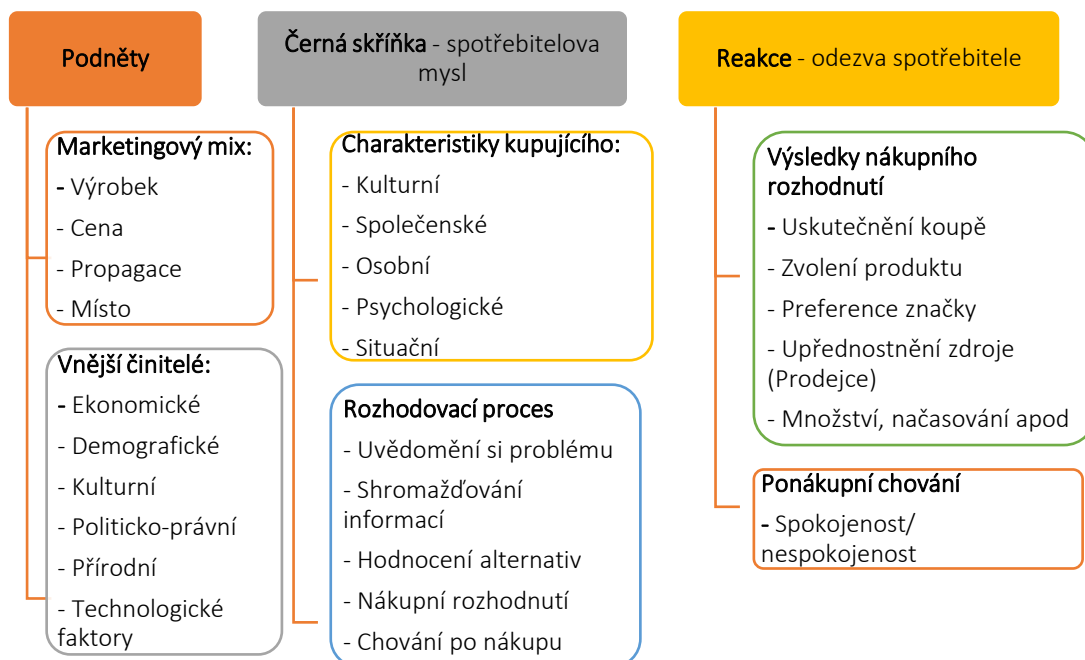 Podněty
Marketingový mix:
- Výrobek
- Cena
- Propagace
- Místo
Vnější činitelé:
- Ekonomické
- Demografické
- Kulturní
- Politicko-právní
- Přírodní
- Technologické
faktory
Černá skříňka - spotřebitelova
mysl
Charakteristiky kupujícího:
- Kulturní
- Společenské
- Osobní
- Psychologické
- Situační
Rozhodovací proces
- Uvědomění si problému
- Shromažďování
informací
- Hodnocení alternativ
- Nákupní rozhodnutí
- Chování po nákupu
Reakce - odezva spotřebitele
Výsledky nákupního
rozhodnutí
- Uskutečnění koupě
- Zvolení produktu
- Preference značky
- Upřednostnění zdroje
(Prodejce)
- Množství, načasování apod
Ponákupní chování
- Spokojenost/
nespokojenost